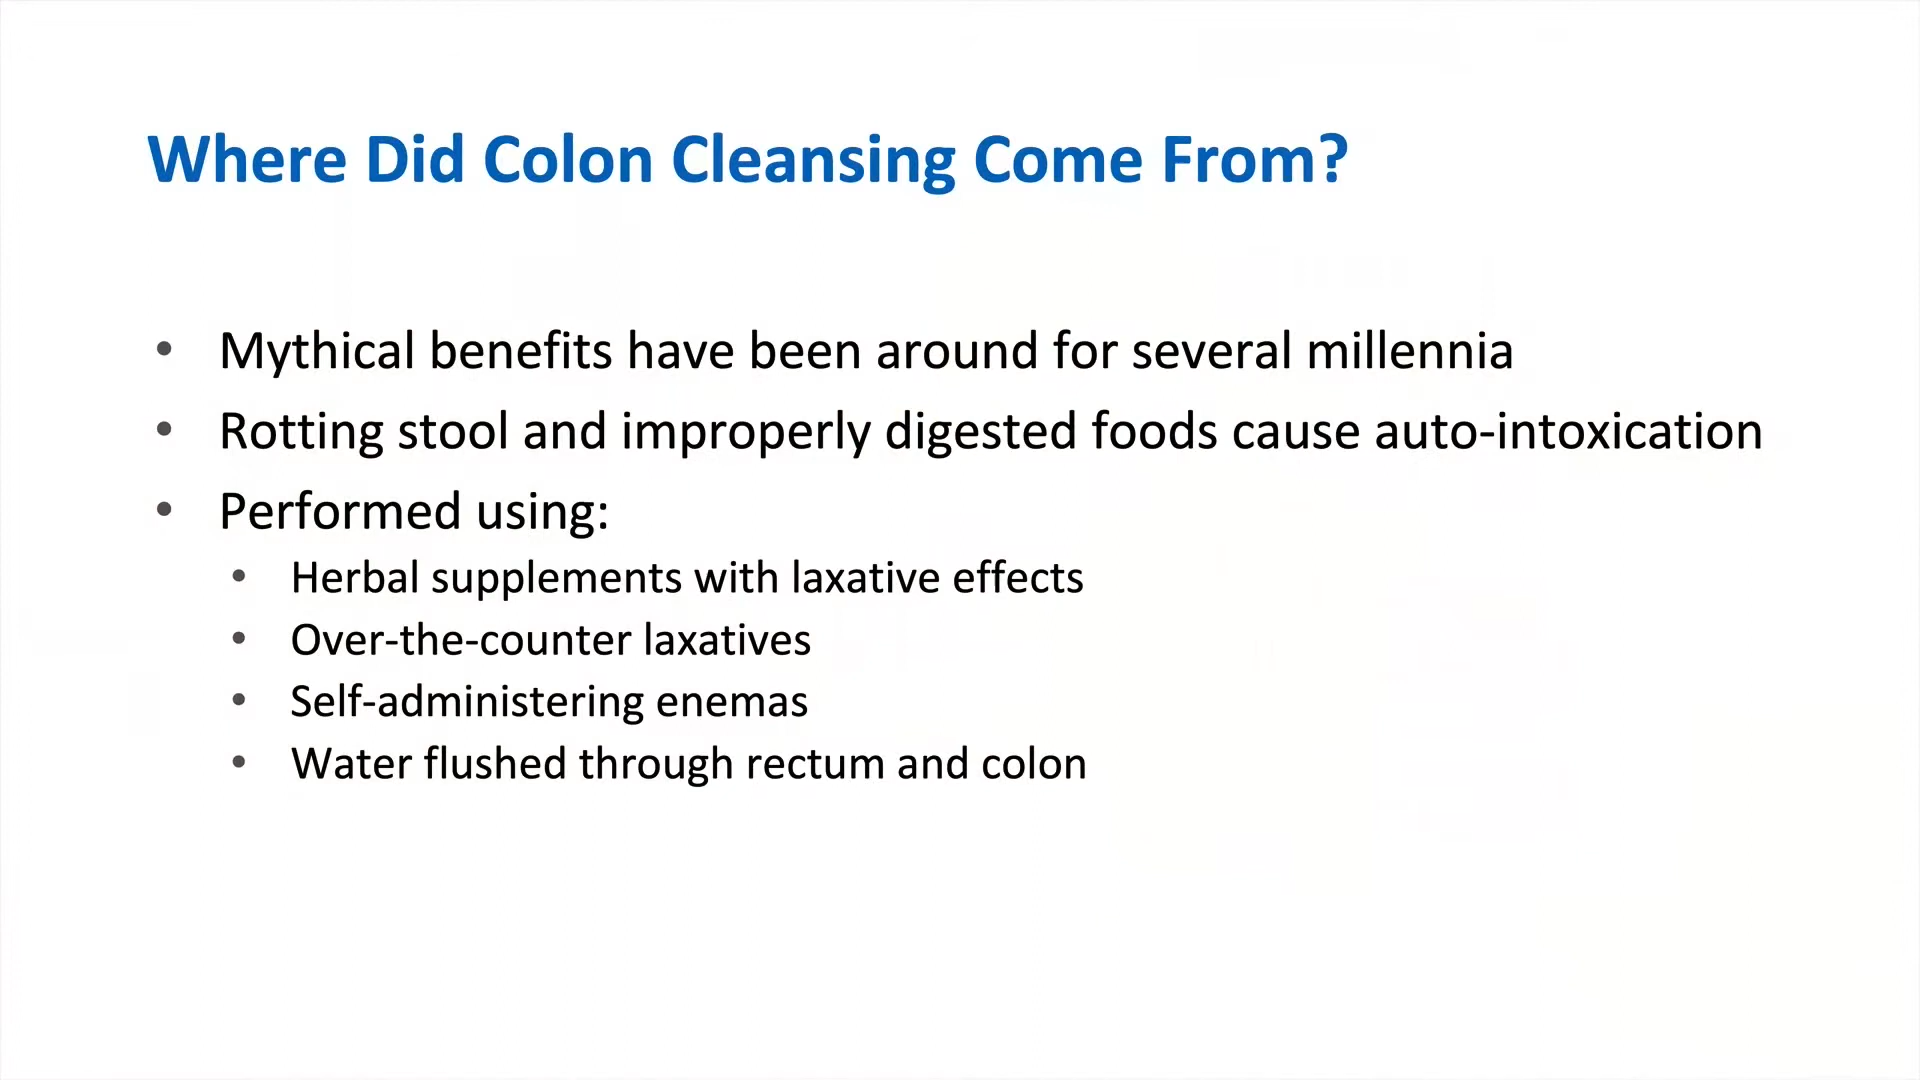 Where Did Colon Cleansing Come From?
• Mythical benefits have been around for several millennia
• Rotting stool and improperly digested foods cause auto-intoxication
• Performed using:
• Herbal supplements with laxative effects
• Over-the-counter laxatives
• Self-administering enemas
• Water flushed through rectum and colon